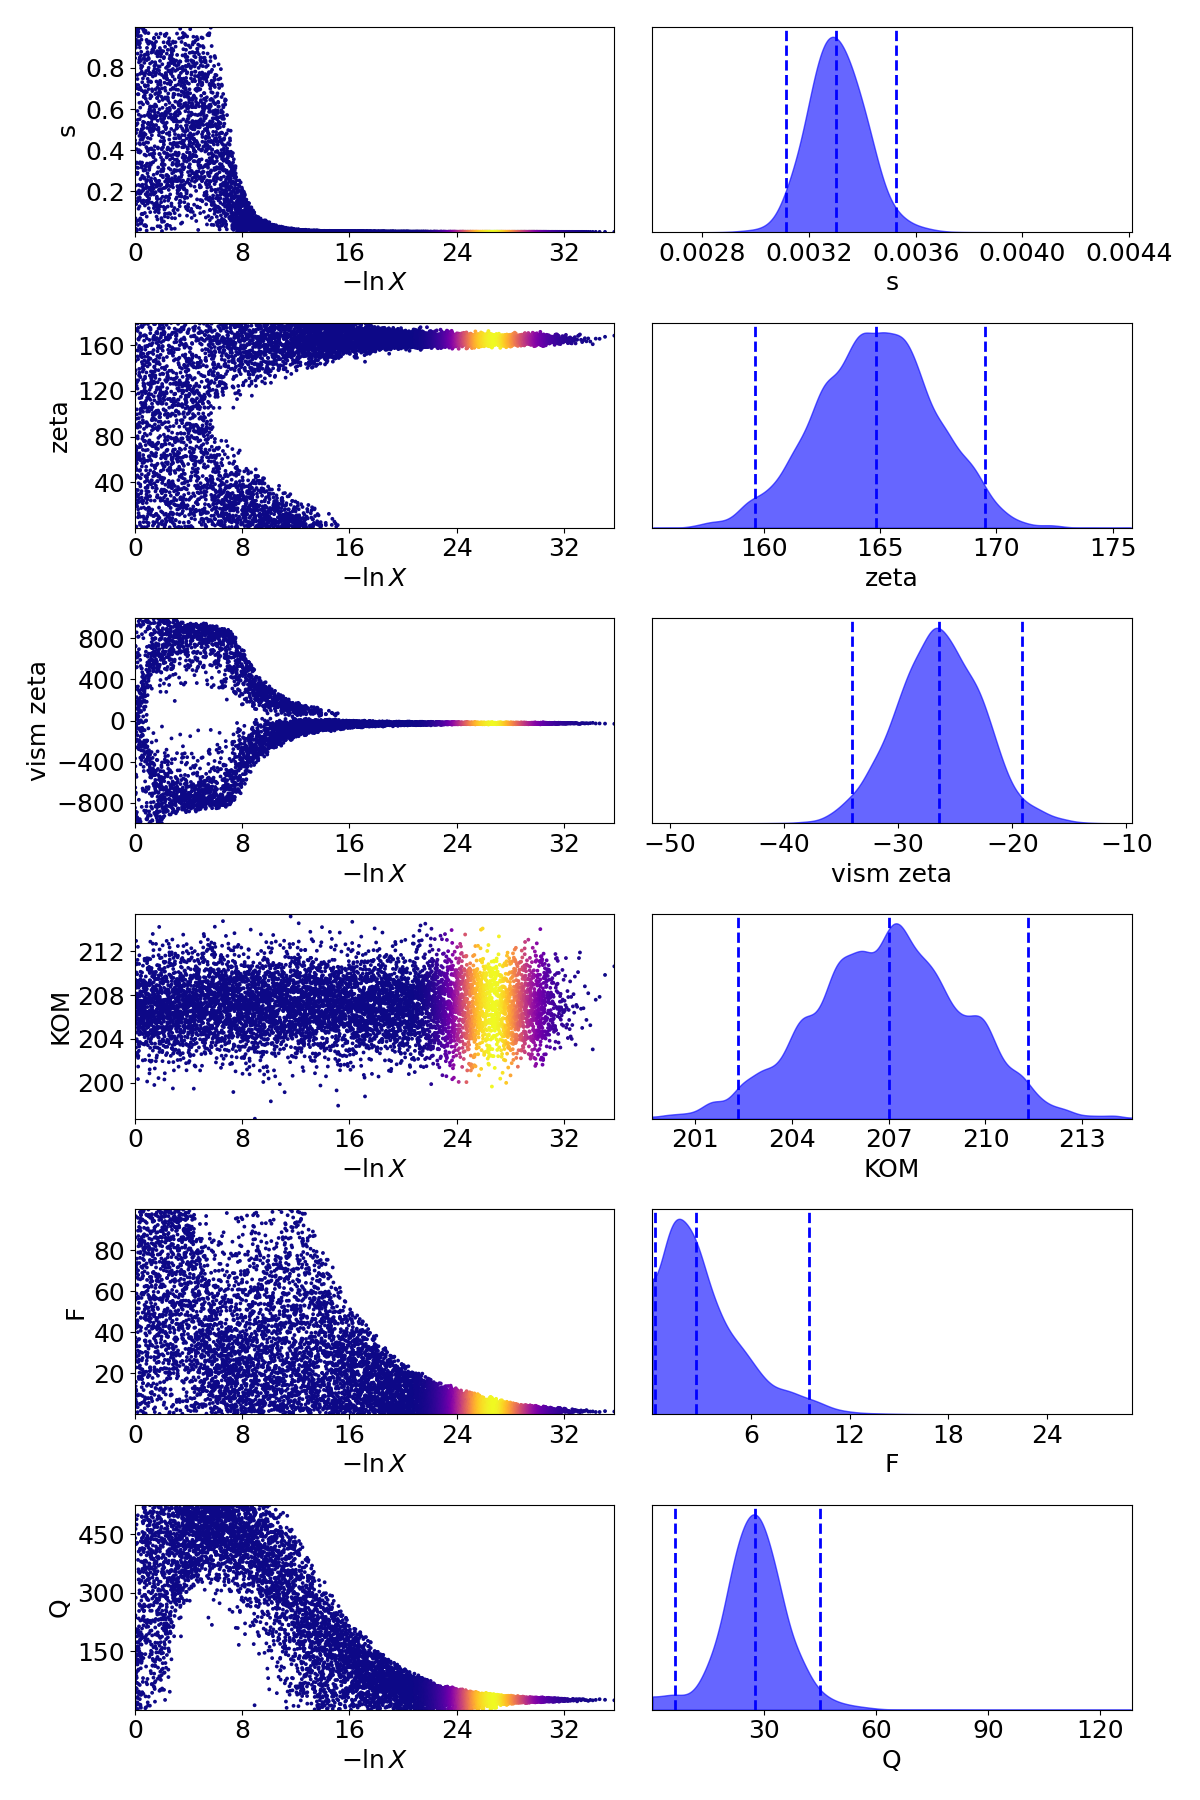 s
0.8
0.6
0.4
0.2
0 8 16 24 32
−ln X
0.0028 0.0032 0.0036 0.0040 0.0044
s
zeta
160
120
80
40
0 8 16 24 32
−ln X
160 165 170 175
zeta
vism zeta
800
400
0
−400
−800
0 8 16 24 32
−ln X
−50 −40 −30 −20 −10
vism zeta
KOM
212
208
204
200
0 8 16 24 32
−ln X
201 204 207 210 213
KOM
F
80
60
40
20
0 8 16 24 32
−ln X
6 12 18 24
F
Q
450
300
150
0 8 16 24 32
−ln X
30 60 90 120
Q